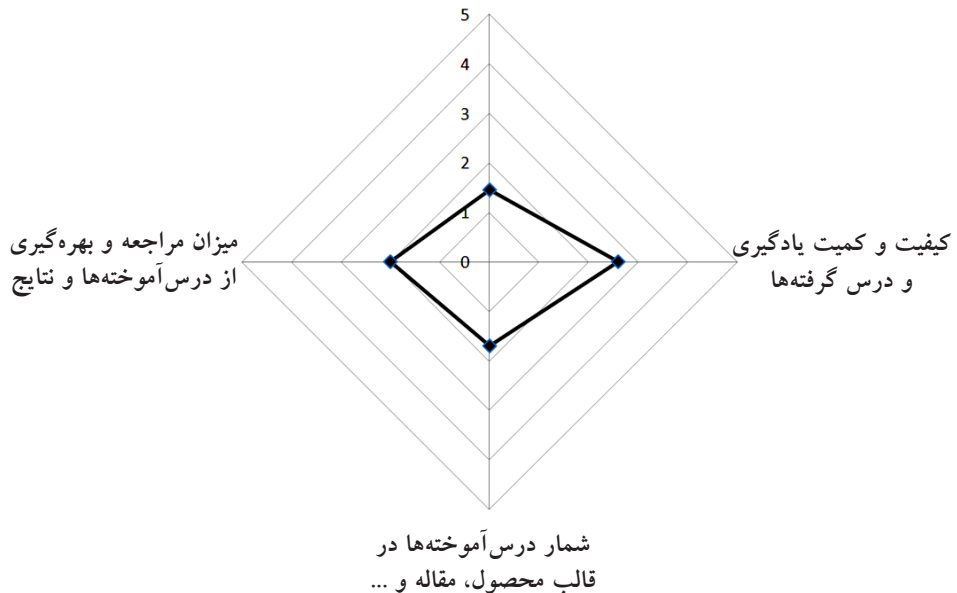 5
4
3
2
1
0
کیفیت و کمیت یادگیری
و درس گرفته‌ها
میزان مراجعه و بهره‌گیری
از درس‌آموخته‌ها و نتایج
شمار درس‌آموخته‌ها در
قالب محصول، مقاله و ...